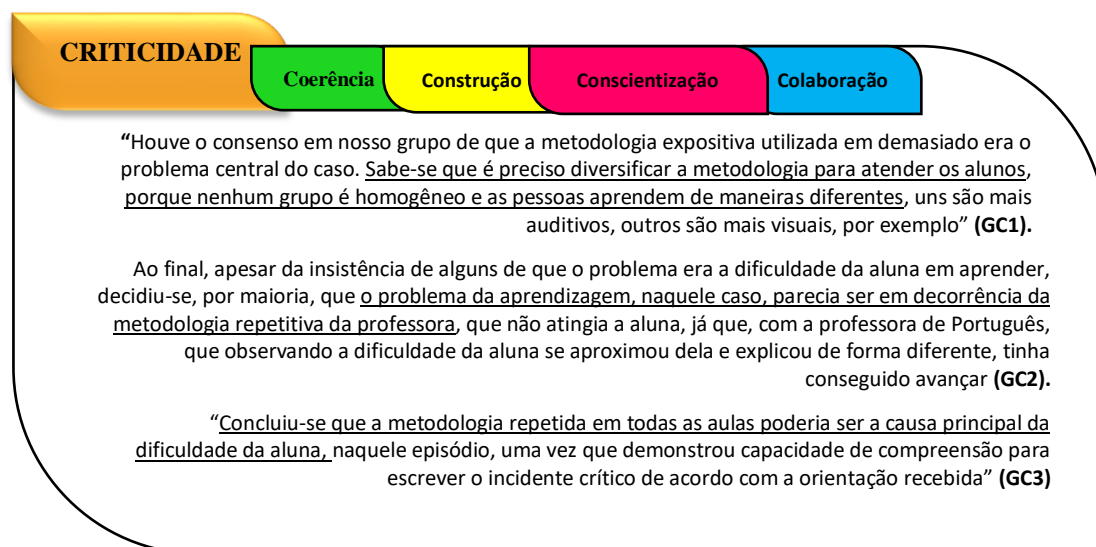 CRITICIDADE
Coerência
Construção
Conscientização
Colaboração
“Houve o consenso em nosso grupo de que a metodologia expositiva utilizada em demasiado era o
problema central do caso. Sabe-se que é preciso diversificar a metodologia para atender os alunos,
porque nenhum grupo é homogêneo e as pessoas aprendem de maneiras diferentes, uns são mais
auditivos, outros são mais visuais, por exemplo” (GC1).
Ao final, apesar da insistência de alguns de que o problema era a dificuldade da aluna em aprender,
decidiu-se, por maioria, que o problema da aprendizagem, naquele caso, parecia ser em decorrência da
metodologia repetitiva da professora, que não atingia a aluna, já que, com a professora de Português,
que observando a dificuldade da aluna se aproximou dela e explicou de forma diferente, tinha
conseguido avançar (GC2).
“Concluiu-se que a metodologia repetida em todas as aulas poderia ser a causa principal da
dificuldade da aluna, naquele episódio, uma vez que demonstrou capacidade de compreensão para
escrever o incidente crítico de acordo com a orientação recebida” (GC3)